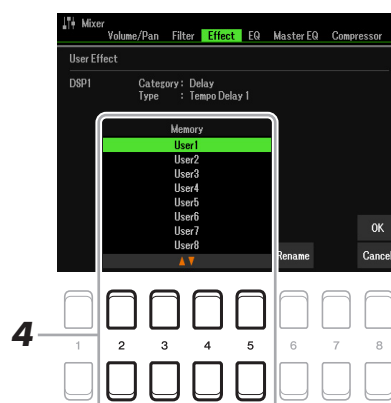 Mixer
Volume/Pan Filter Effect EQ Master EQ Compressor
User Effect
DSP1 Category : Delay
Type : Tempo Delay 1
Memory
User1
User2
User3
User4
User5
User6
User7
User8
OK
Rename Cancel
4
1 2 3 4 5 6 7 8